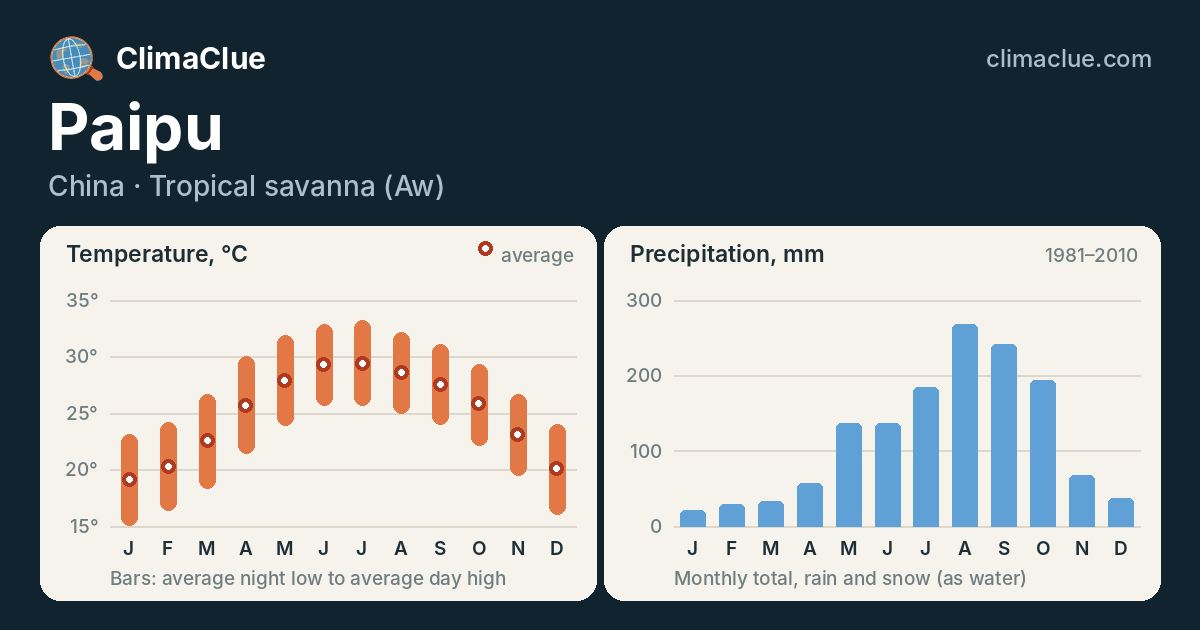 ClimaClue
climaclue.com
Paipu
China · Tropical savanna (Aw)
Temperature, °C
average
35°
30°
25°
20°
15°
J F M A M J J A S O N D
Bars: average night low to average day high
Precipitation, mm
1981–2010
300
200
100
0
J F M A M J J A S O N D
Monthly total, rain and snow (as water)